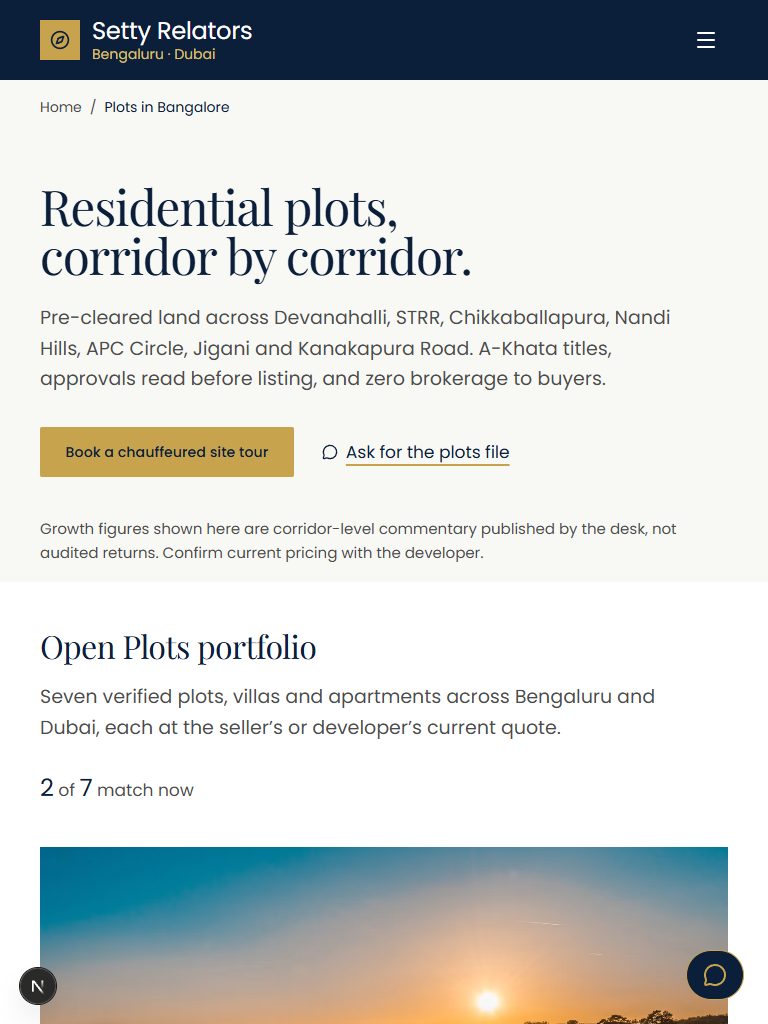 Setty Relators
Bengaluru · Dubai
Home / Plots in Bangalore
Residential plots,
corridor by corridor.
Pre-cleared land across Devanahalli, STRR, Chikkaballapura, Nandi
Hills, APC Circle, Jigani and Kanakapura Road. A-Khata titles,
approvals read before listing, and zero brokerage to buyers.
Book a chauffeured site tour
Ask for the plots file
Growth figures shown here are corridor-level commentary published by the desk, not
audited returns. Confirm current pricing with the developer.
Open Plots portfolio
Seven verified plots, villas and apartments across Bengaluru and
Dubai, each at the seller’s or developer’s current quote.
2 of 7 match now
N